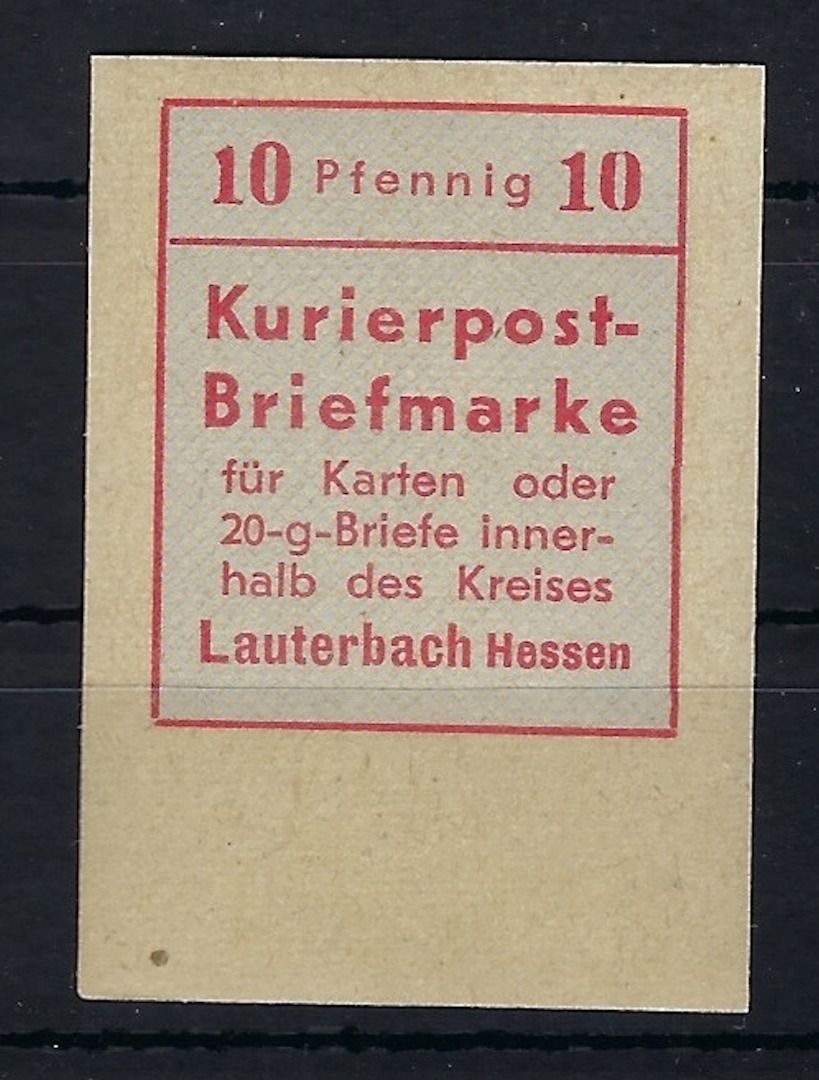 10 Pfennig 10
Kurierpost-
Briefmarke
für Karten oder
20-g-Briefe inner-
halb des Kreises
Lauterbach Hessen